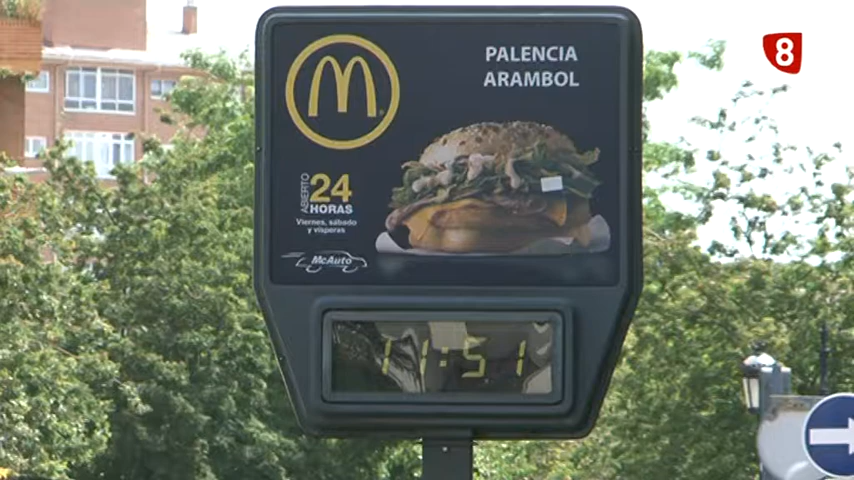 8
PALENCIA
ARAMBOL
M
ABIERTO
24
HORAS
Viernes, sábado
y vísperas
McAuto
11:51